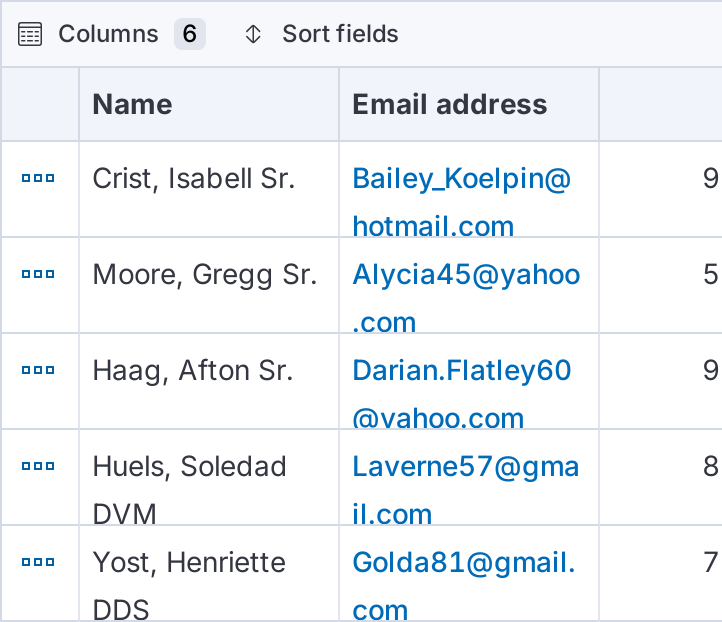 Columns 6 Sort fields
Name Email address
Crist, Isabell Sr. Bailey_Koelpin@ 9
hotmail.com
Moore, Gregg Sr. Alycia45@yahoo 5
.com
Haag, Afton Sr. Darian.Flatley60 9
@yahoo.com
Huels, Soledad Laverne57@gma 8
DVM il.com
Yost, Henriette Golda81@gmail. 7
DDS com